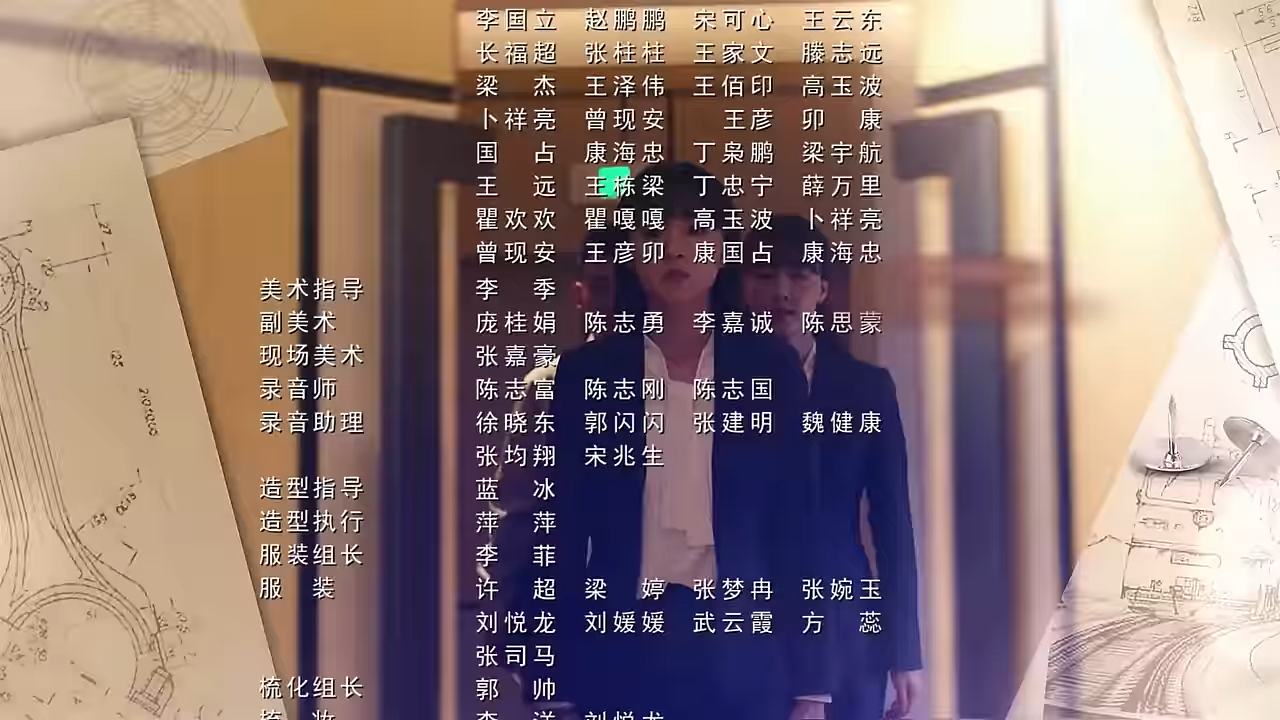 李国立 赵鹏鹏 宋可心 王云东
长福超 张柱柱 王家文 滕志远
梁 杰 王泽伟 王佰印 高玉波
卜祥亮 曾现安 王彦 卯 康
国 占 康海忠 丁枭鹏 梁宇航
王 远 王栋梁 丁忠宁 薛万里
瞿欢欢 瞿嘎嘎 高玉波 卜祥亮
曾现安 王彦卯 康国占 康海忠
美术指导 李 季
副美术 庞桂娟 陈志勇 李嘉诚 陈思蒙
现场美术 张嘉豪
录音师 陈志富 陈志刚 陈志国
录音助理 徐晓东 郭闪闪 张建明 魏健康
张均翔 宋兆生
造型指导 蓝 冰
造型执行 萍 萍
服装组长 李 菲
服 装 许 超 梁 婷 张梦冉 张婉玉
刘悦龙 刘媛媛 武云霞 方 蕊
张司马
梳化组长 郭 帅